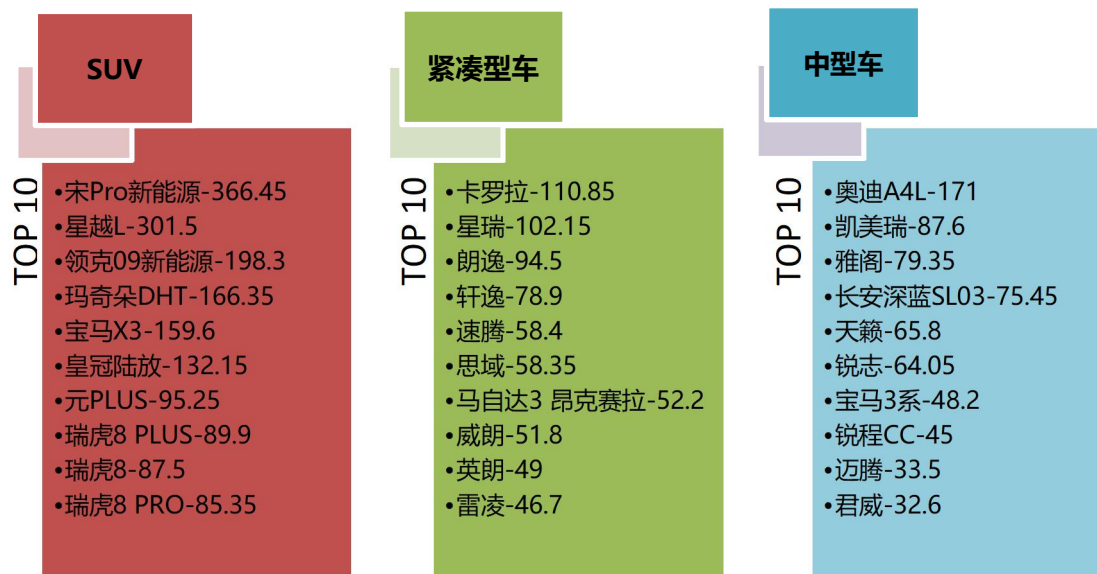 SUV
TOP 10
•宋Pro新能源-366.45
•星越L-301.5
•领克09新能源-198.3
•玛奇朵DHT-166.35
•宝马X3-159.6
•皇冠陆放-132.15
•元PLUS-95.25
•瑞虎8 PLUS-89.9
•瑞虎8-87.5
•瑞虎8 PRO-85.35
紧凑型车
TOP 10
•卡罗拉-110.85
•星瑞-102.15
•朗逸-94.5
•轩逸-78.9
•速腾-58.4
•思域-58.35
•马自达3 昂克赛拉-52.2
•威朗-51.8
•英朗-49
•雷凌-46.7
中型车
TOP 10
•奥迪A4L-171
•凯美瑞-87.6
•雅阁-79.35
•长安深蓝SL03-75.45
•天籁-65.8
•锐志-64.05
•宝马3系-48.2
•锐程CC-45
•迈腾-33.5
•君威-32.6